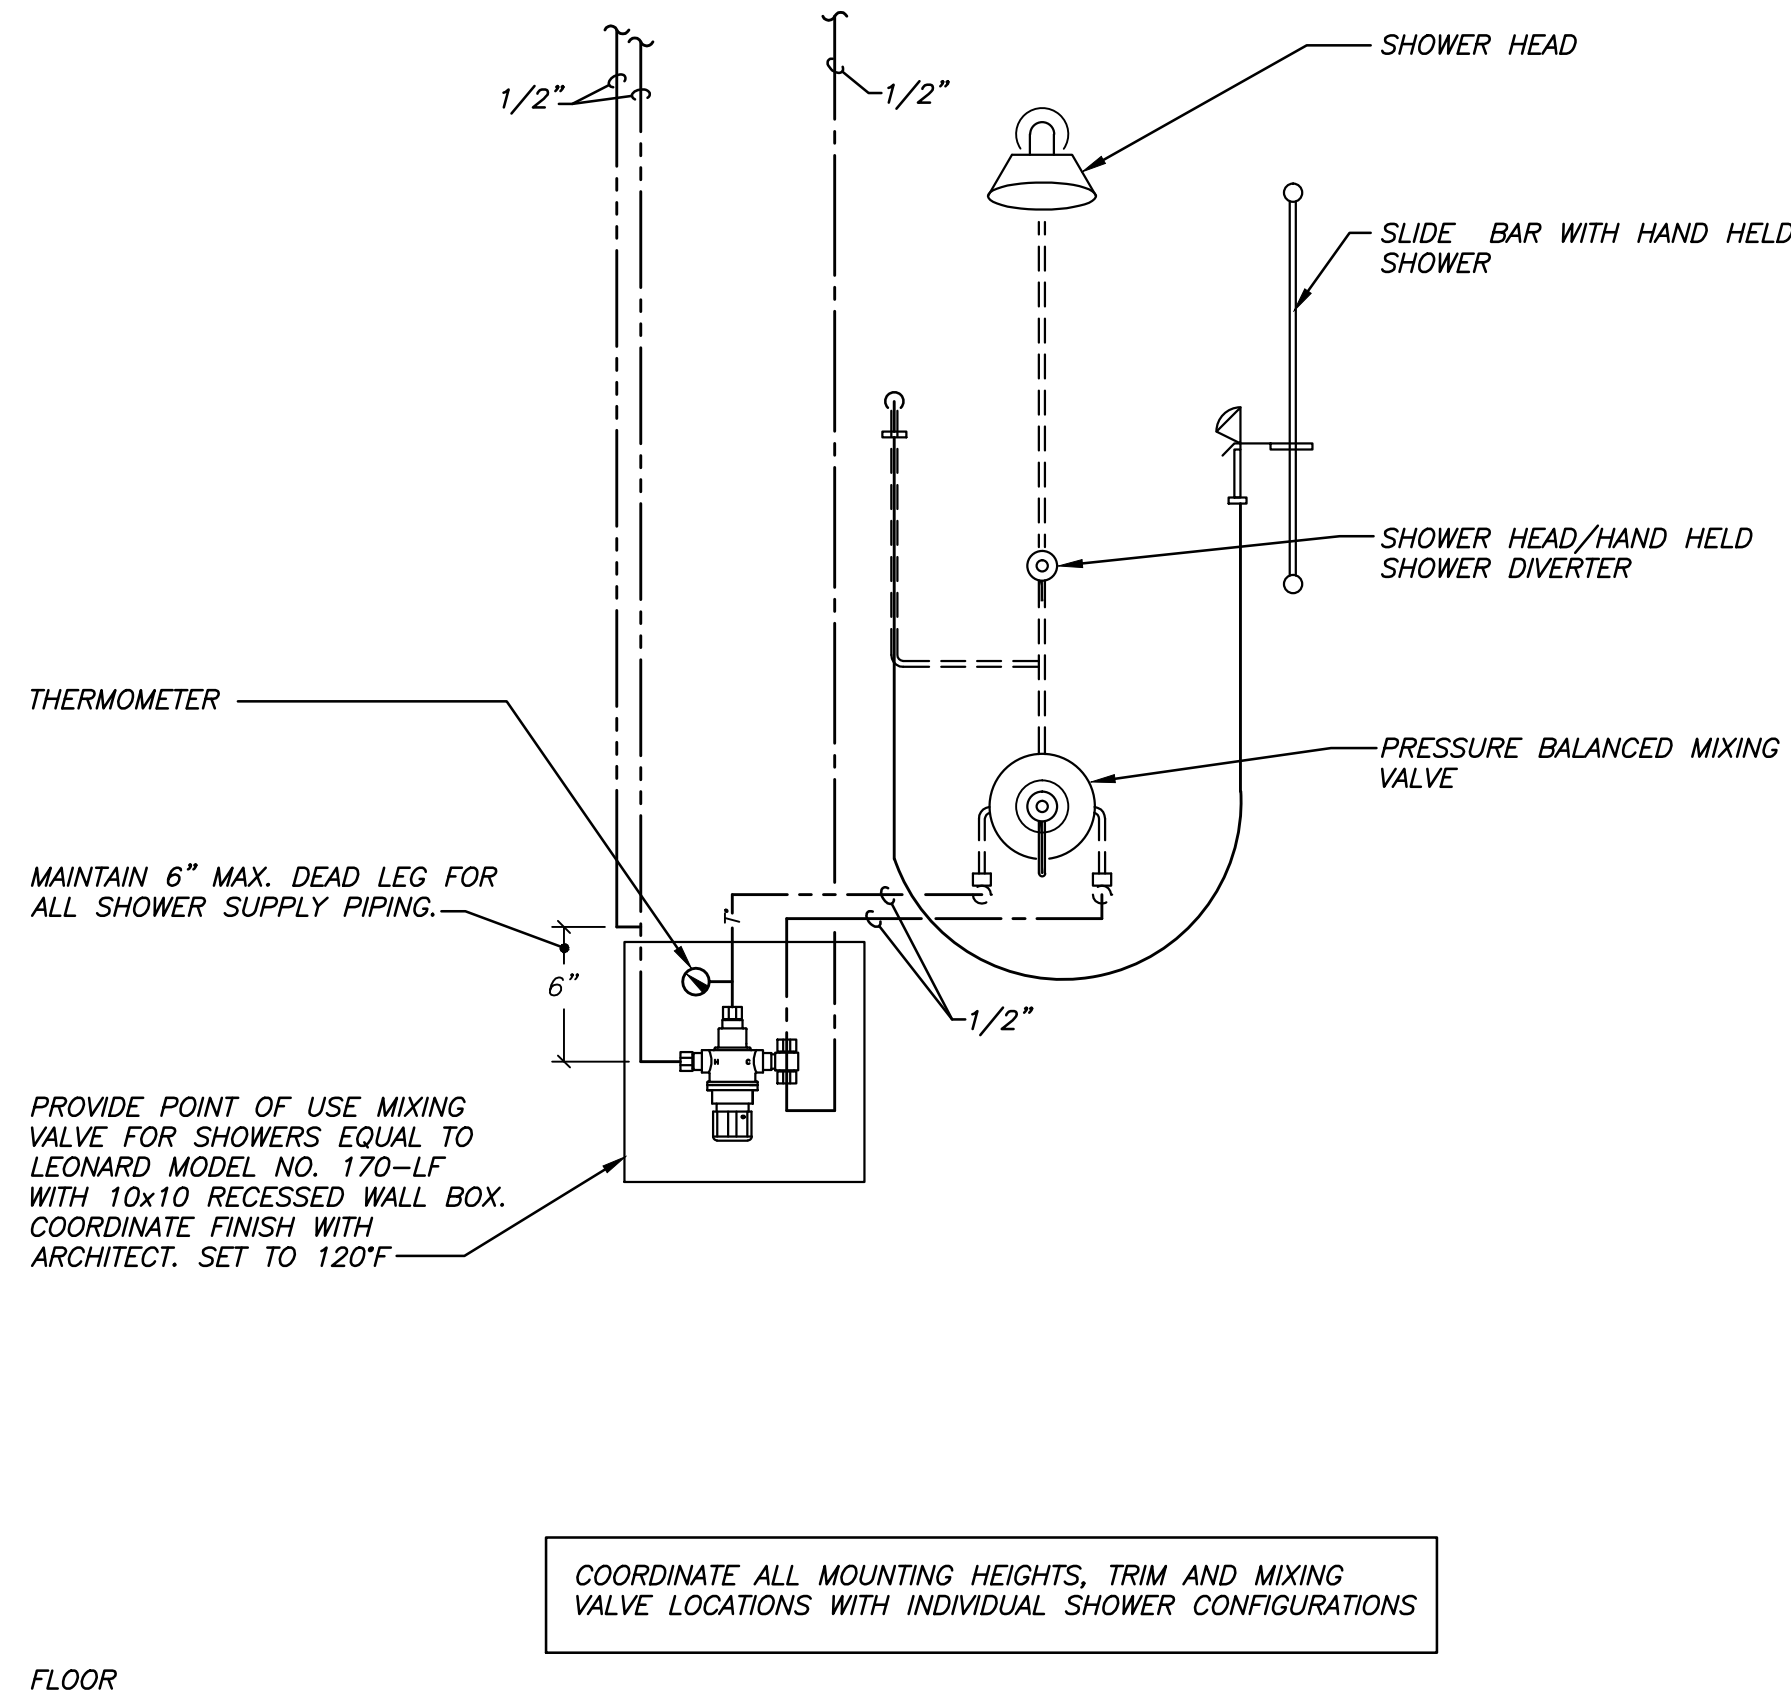 SHOWER HEAD
1/2"
1/2"
SLIDE BAR WITH HAND HELD
SHOWER
SHOWER HEAD/HAND HELD
SHOWER DIVERTER
THERMOMETER
PRESSURE BALANCED MIXING
VALVE
MAINTAIN 6" MAX. DEAD LEG FOR
ALL SHOWER SUPPLY PIPING.
T
6"
1/2"
H C
PROVIDE POINT OF USE MIXING
VALVE FOR SHOWERS EQUAL TO
LEONARD MODEL NO. 170-LF
WITH 10x10 RECESSED WALL BOX.
COORDINATE FINISH WITH
ARCHITECT. SET TO 120°F
COORDINATE ALL MOUNTING HEIGHTS, TRIM AND MIXING
VALVE LOCATIONS WITH INDIVIDUAL SHOWER CONFIGURATIONS
FLOOR